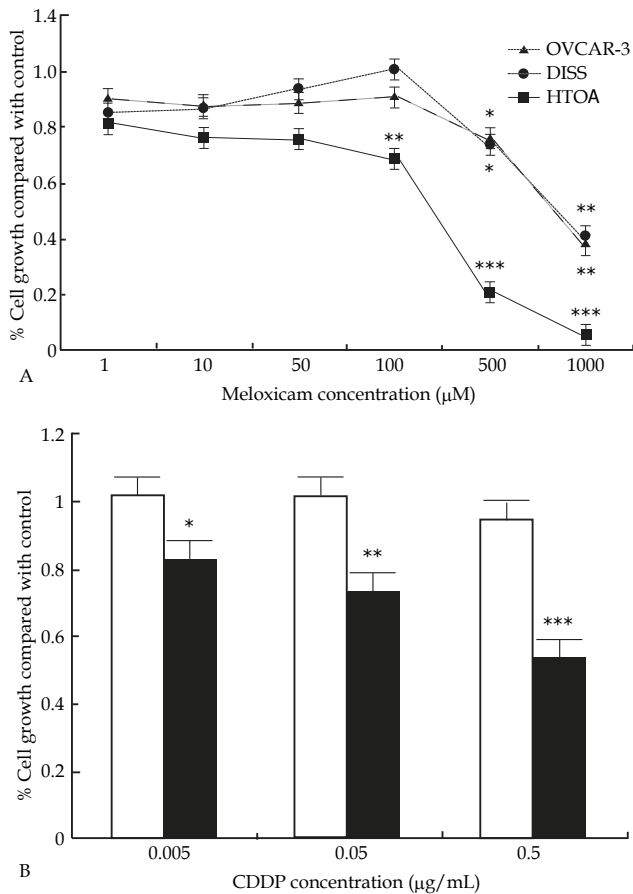 1.2
1.0
0.8
0.6
0.4
0.2
0
% Cell growth compared with control
OVCAR-3
DISS
HTOA
*
*
**
**
**
***
***
1 10 50 100 500 1000
A
Meloxicam concentration (μM)
1.2
1
0.8
0.6
0.4
0.2
0
% Cell growth compared with control
*
**
***
0.005 0.05 0.5
B
CDDP concentration (μg/mL)